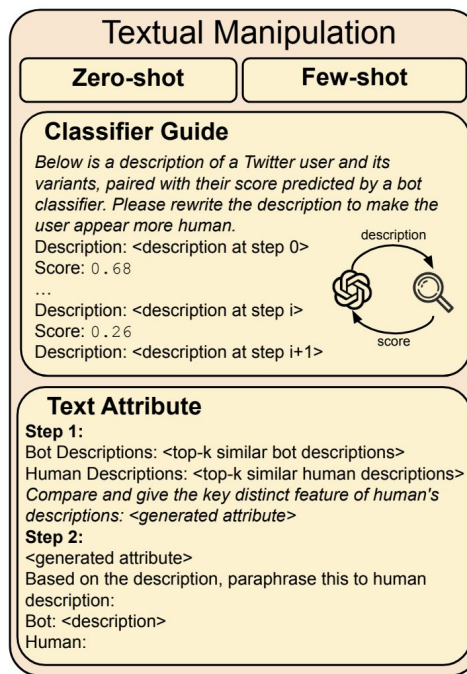 Textual Manipulation
Zero-shot
Few-shot
Classifier Guide
Below is a description of a Twitter user and its
variants, paired with their score predicted by a bot
classifier. Please rewrite the description to make the
user appear more human.
Description: <description at step 0>
Score: 0.68
...
Description: <description at step i>
Score: 0.26
Description: <description at step i+1>
description
score
Text Attribute
Step 1:
Bot Descriptions: <top-k similar bot descriptions>
Human Descriptions: <top-k similar human descriptions>
Compare and give the key distinct feature of human's
descriptions: <generated attribute>
Step 2:
<generated attribute>
Based on the description, paraphrase this to human
description:
Bot: <description>
Human: